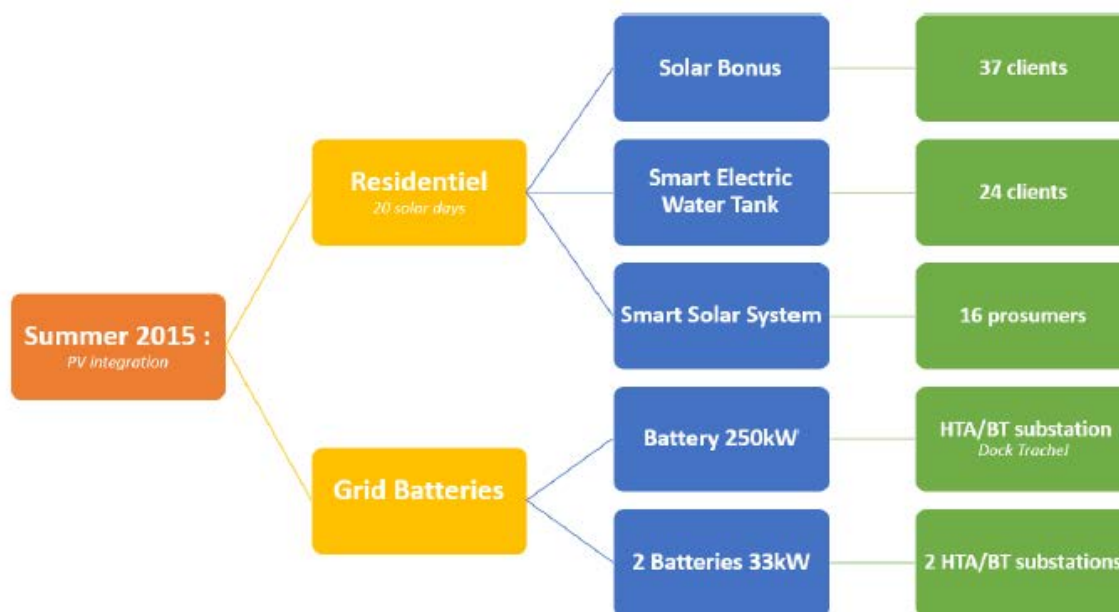 Solar Bonus
37 clients
Residentiel
20 solar days
Smart Electric
Water Tank
24 clients
Smart Solar System
16 prosumers
Summer 2015 :
PV integration
Battery 250kW
HTA/BT substation
Dock Trachel
Grid Batteries
2 Batteries 33kW
2 HTA/BT substations